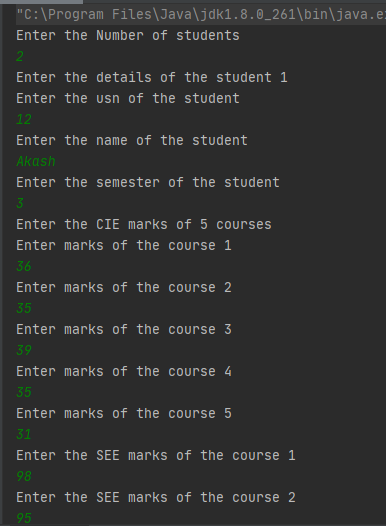 "C:\Program Files\Java\jdk1.8.0_261\bin\java.e
Enter the Number of students
2
Enter the details of the student 1
Enter the usn of the student
12
Enter the name of the student
Akash
Enter the semester of the student
3
Enter the CIE marks of 5 courses
Enter marks of the course 1
36
Enter marks of the course 2
35
Enter marks of the course 3
39
Enter marks of the course 4
35
Enter marks of the course 5
31
Enter the SEE marks of the course 1
98
Enter the SEE marks of the course 2
95